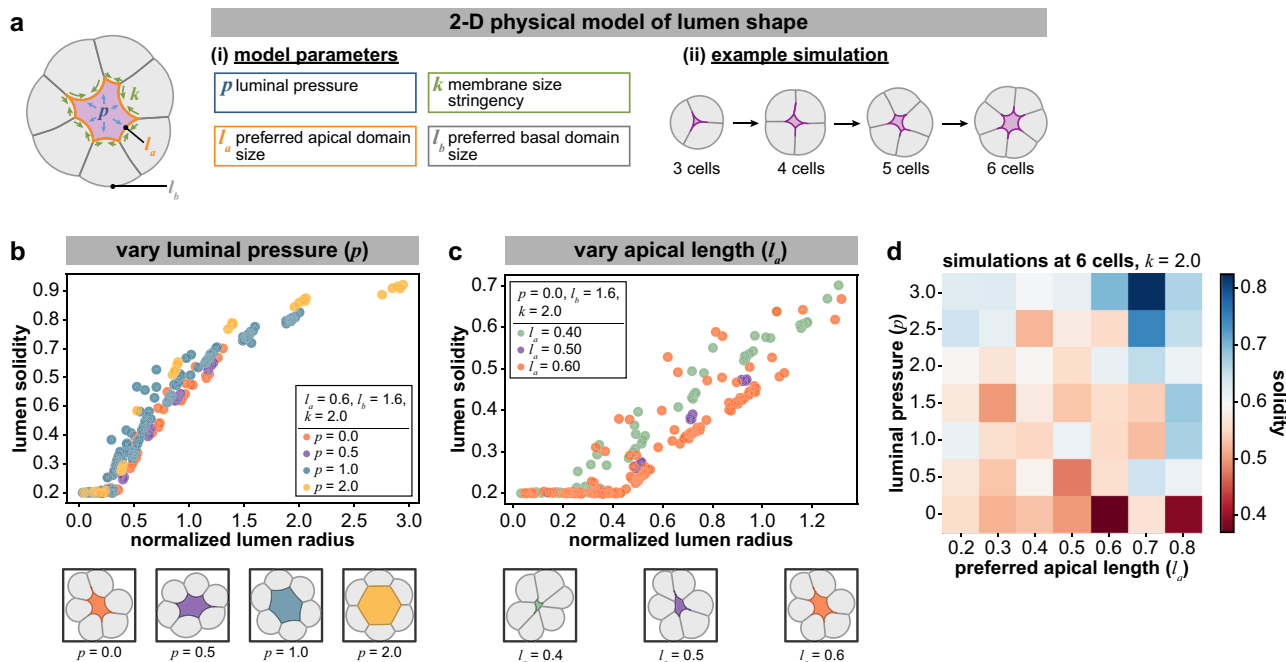 a
2-D physical model of lumen shape
(i) model parameters
(ii) example simulation
p luminal pressure
k membrane size
stringency
l_a preferred apical domain
size
l_b preferred basal domain
size
k
p
l_a
l_b
3 cells
4 cells
5 cells
6 cells
b
vary luminal pressure (p)
lumen solidity
0.9
0.8
0.7
0.5
0.6
0.4
0.3
0.2
0.0 0.5 1.0 1.5 2.0 2.5 3.0
normalized lumen radius
l_a = 0.6, l_b = 1.6,
k = 2.0
p = 0.0
p = 0.5
p = 1.0
p = 2.0
p = 0.0
p = 0.5
p = 1.0
p = 2.0
c
vary apical length (l_a)
lumen solidity
0.7
0.6
0.5
0.4
0.3
0.2
0.0 0.2 0.4 0.6 0.8 1.0 1.2
normalized lumen radius
p = 0.0, l_b = 1.6,
k = 2.0
l_a = 0.40
l_a = 0.50
l_a = 0.60
l_a = 0.4
l_a = 0.5
l_a = 0.6
d
simulations at 6 cells, k = 2.0
luminal pressure (p)
3.0
2.5
2.0
1.5
1.0
0.5
0
0.2 0.3 0.4 0.5 0.6 0.7 0.8
preferred apical length (l_a)
0.8
0.7
0.6
0.5
0.4
solidity